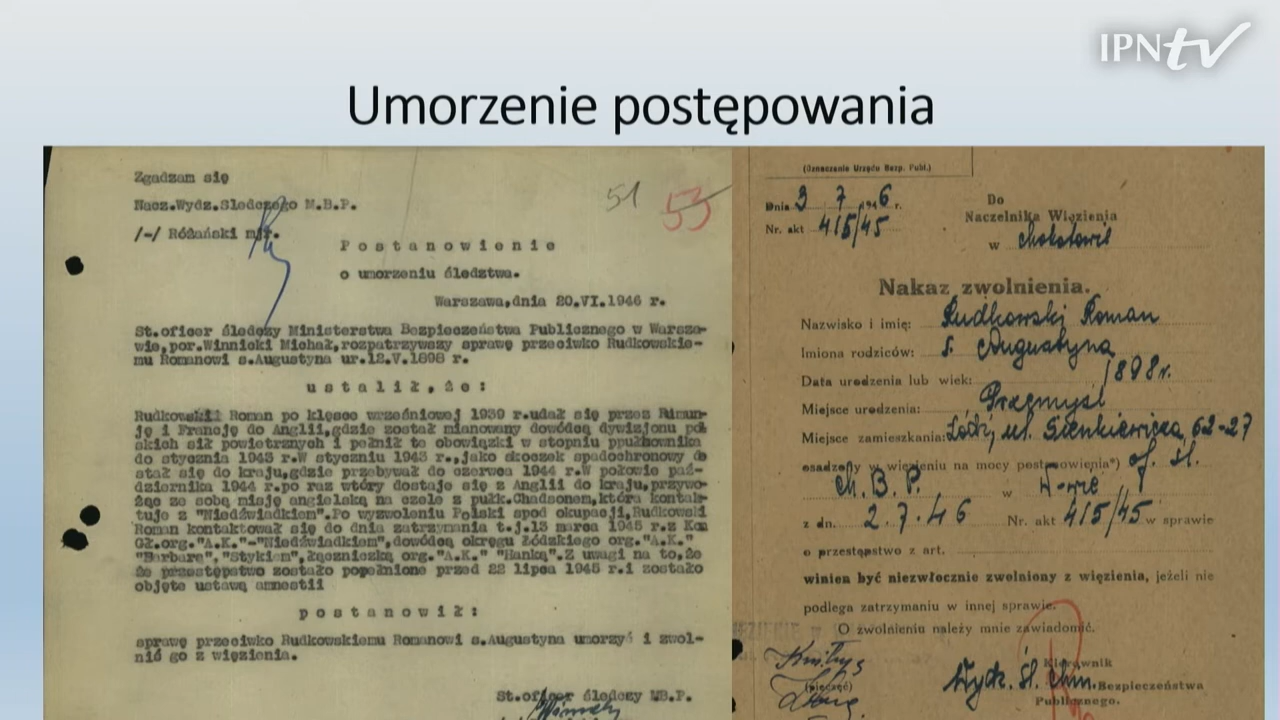 IPNtv
Umorzenie postępowania
Zgadzam się
Nacz.Wydz.Śledczego M.B.P.
/-/ Różański mjr.
51 53
P o s t a n o w i e n i e
o umorzeniu śledztwa.
Warszawa,dnia 20.VI.1946 r.
St.oficer śledczy Ministerstwa Bezpieczeństwa Publicznego w Warsza-
wie,por.Winnicki Michał,rozpatrzywszy sprawę przeciwko Rudkowskie-
mu Romanowi s.Augustyna ur.12.V.1898 r.
u s t a l i ł , ż e :
Rudkowski Roman po klęsce wrześniowej 1939 r.udał się przez Rumun-
ję i Francję do Anglii,gdzie został mianowany dowódcą dywizjonu pol
skich sił powietrznych i pełnił te obowiązki w stopniu ppułkownika
do stycznia 1943 r.W styczniu 1943 r.,jako skoczek spadochronowy do
stał się do kraju,gdzie przebywał do czerwca 1944 r.W połowie paź-
dziernika 1944 r.po raz wtóry dostaje się z Anglii do kraju,przywo-
żąc ze sobą misję angielską na czele z pułk.Chadsonem,która kontak-
tuje z "Niedźwiadkiem".Po wyzwoleniu Polski spod okupacji,Rudkowski
Roman kontaktował się do dnia zatrzymania t.j.13 marca 1945 r.z Kom
Gł.org."A.K."-"Niedźwiadkiem",dowódcą okręgu Łódzkiego org."A.K."
"Barbarą","Stykiem",łączniczką org."A.K." "Hanką".Z uwagi na to,że
że przestępstwo zostało popełnione przed 22 lipca 1945 r.i zostało
objęte ustawą amnestii
p o s t a n o w i ł :
sprawę przeciwko Rudkowskiemu Romanowi s.Augustyna umorzyć i zwol-
nić go z więzienia.
St.oficer śledczy MB.P.
(Oznaczenie Urzędu Bezp. Publ.)
Dnia 3 7 1946 r.
Nr. akt 415/45
Do
Naczelnika Więzienia
w Mokotowie
Nakaz zwolnienia.
Nazwisko i imię: Rudkowski Roman
Imiona rodziców: s. Augustyna
Data urodzenia lub wiek: 1898 r.
Miejsce urodzenia: Przemyśl
Miejsce zamieszkania: Łódź, ul. Sienkiewicza 62-27
osadzony w więzieniu na mocy postanowienia*) of. śl.
M.B.P. w W-wie
z dn. 2.7.46 Nr. akt 415/45 w sprawie
o przestępstwo z art.
winien być niezwłocznie zwolniony z więzienia, jeżeli nie
podlega zatrzymaniu w innej sprawie.
O zwolnieniu należy mnie zawiadomić.
(pieczęć)
Kierownik
Wydz. Śl. Bezpieczeństwa
Publicznego.